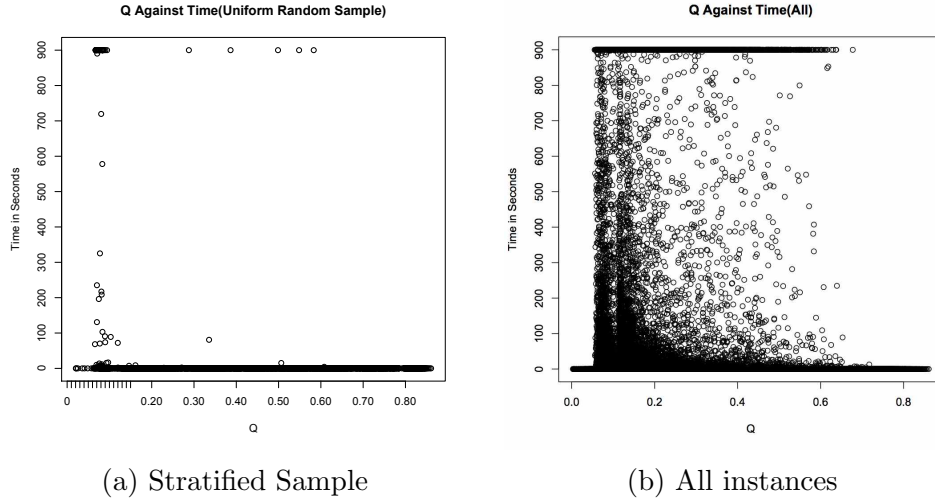 Q Against Time(Uniform Random Sample)
Time in Seconds
900
800
700
600
500
400
300
200
100
0
0 0.20 0.30 0.40 0.50 0.60 0.70 0.80
Q
(a) Stratified Sample
Q Against Time(All)
Time in Seconds
900
800
700
600
500
400
300
200
100
0
0.0 0.2 0.4 0.6 0.8
Q
(b) All instances